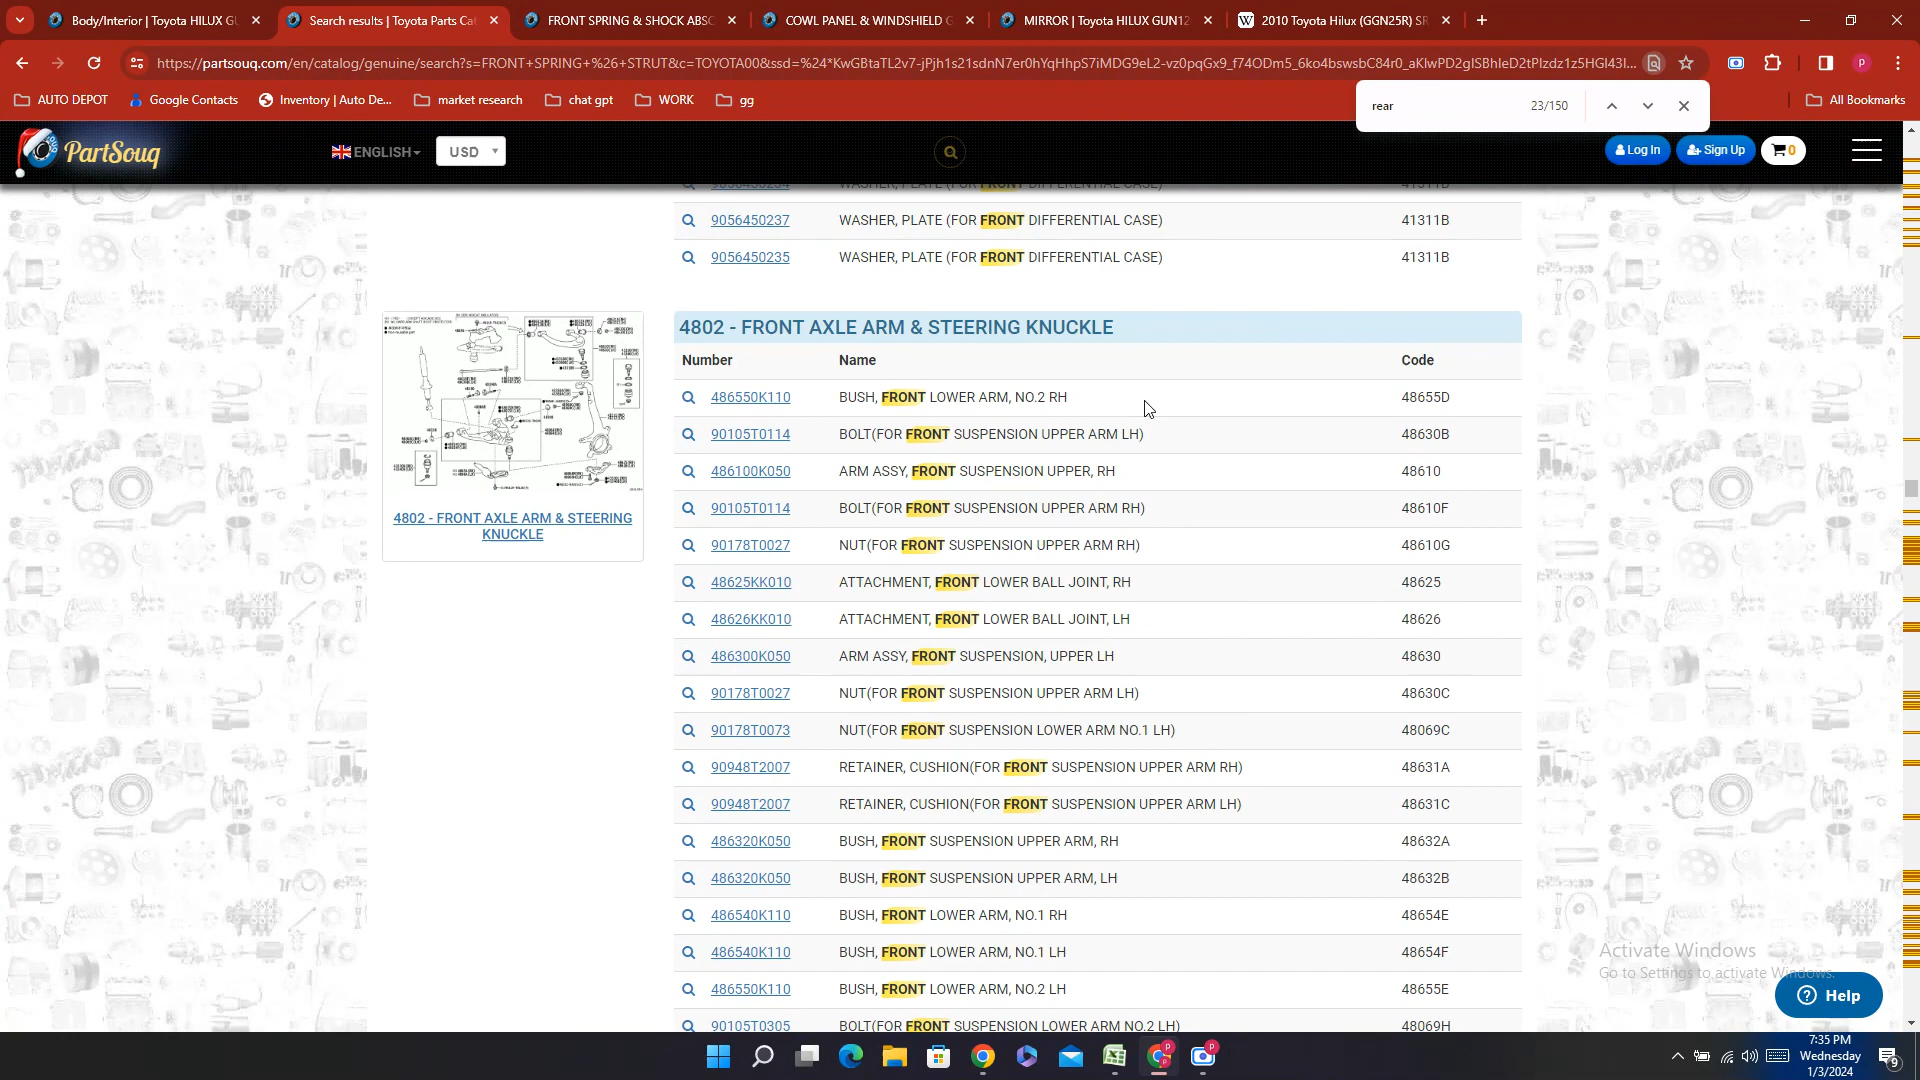 Body/Interior | Toyota HILUX GU
Search results | Toyota Parts Cat
FRONT SPRING & SHOCK ABSO
COWL PANEL & WINDSHIELD G
MIRROR | Toyota HILUX GUN12
2010 Toyota Hilux (GGN25R) SR
AUTO DEPOT
Google Contacts
Inventory | Auto De...
market research
chat gpt
WORK
gg
All Bookmarks
rear
23/150
PartSouq
ENGLISH
USD
Log In
Sign Up
0
9056450237 WASHER, PLATE (FOR FRONT DIFFERENTIAL CASE) 41311B
9056450235 WASHER, PLATE (FOR FRONT DIFFERENTIAL CASE) 41311B
4802 - FRONT AXLE ARM & STEERING
KNUCKLE
4802 - FRONT AXLE ARM & STEERING KNUCKLE
Number Name Code
486550K110 BUSH, FRONT LOWER ARM, NO.2 RH 48655D
90105T0114 BOLT(FOR FRONT SUSPENSION UPPER ARM LH) 48630B
486100K050 ARM ASSY, FRONT SUSPENSION UPPER, RH 48610
90105T0114 BOLT(FOR FRONT SUSPENSION UPPER ARM RH) 48610F
90178T0027 NUT(FOR FRONT SUSPENSION UPPER ARM RH) 48610G
48625KK010 ATTACHMENT, FRONT LOWER BALL JOINT, RH 48625
48626KK010 ATTACHMENT, FRONT LOWER BALL JOINT, LH 48626
486300K050 ARM ASSY, FRONT SUSPENSION, UPPER LH 48630
90178T0027 NUT(FOR FRONT SUSPENSION UPPER ARM LH) 48630C
90178T0073 NUT(FOR FRONT SUSPENSION LOWER ARM NO.1 LH) 48069C
90948T2007 RETAINER, CUSHION(FOR FRONT SUSPENSION UPPER ARM RH) 48631A
90948T2007 RETAINER, CUSHION(FOR FRONT SUSPENSION UPPER ARM LH) 48631C
486320K050 BUSH, FRONT SUSPENSION UPPER ARM, RH 48632A
486320K050 BUSH, FRONT SUSPENSION UPPER ARM, LH 48632B
486540K110 BUSH, FRONT LOWER ARM, NO.1 RH 48654E
486540K110 BUSH, FRONT LOWER ARM, NO.1 LH 48654F
486550K110 BUSH, FRONT LOWER ARM, NO.2 LH 48655E
90105T0305 BOLT(FOR FRONT SUSPENSION LOWER ARM NO.2 LH) 48069H
Activate Windows
Go to Settings to activate Windows.
Help
7:35 PM
Wednesday
1/3/2024